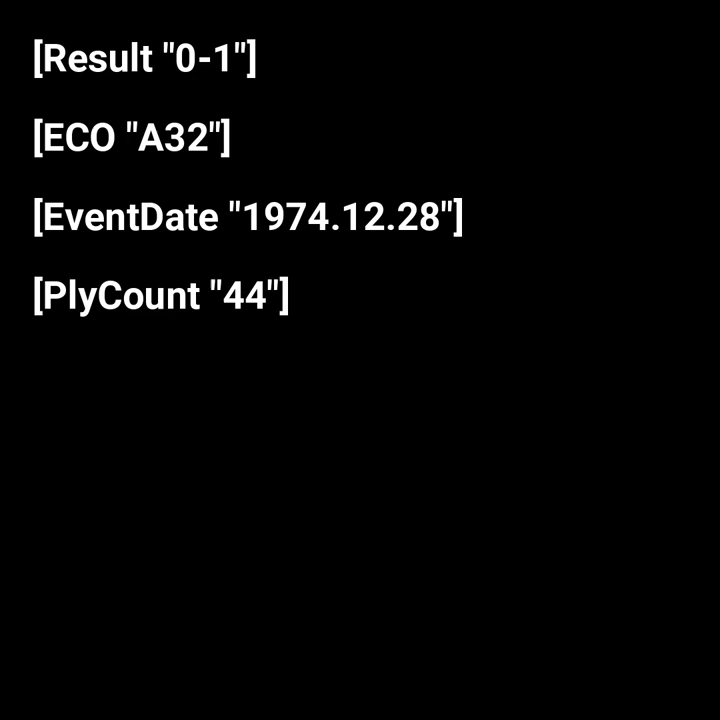 [Result "0-1"]
[ECO "A32"]
[EventDate "1974.12.28"]
[PlyCount "44"]